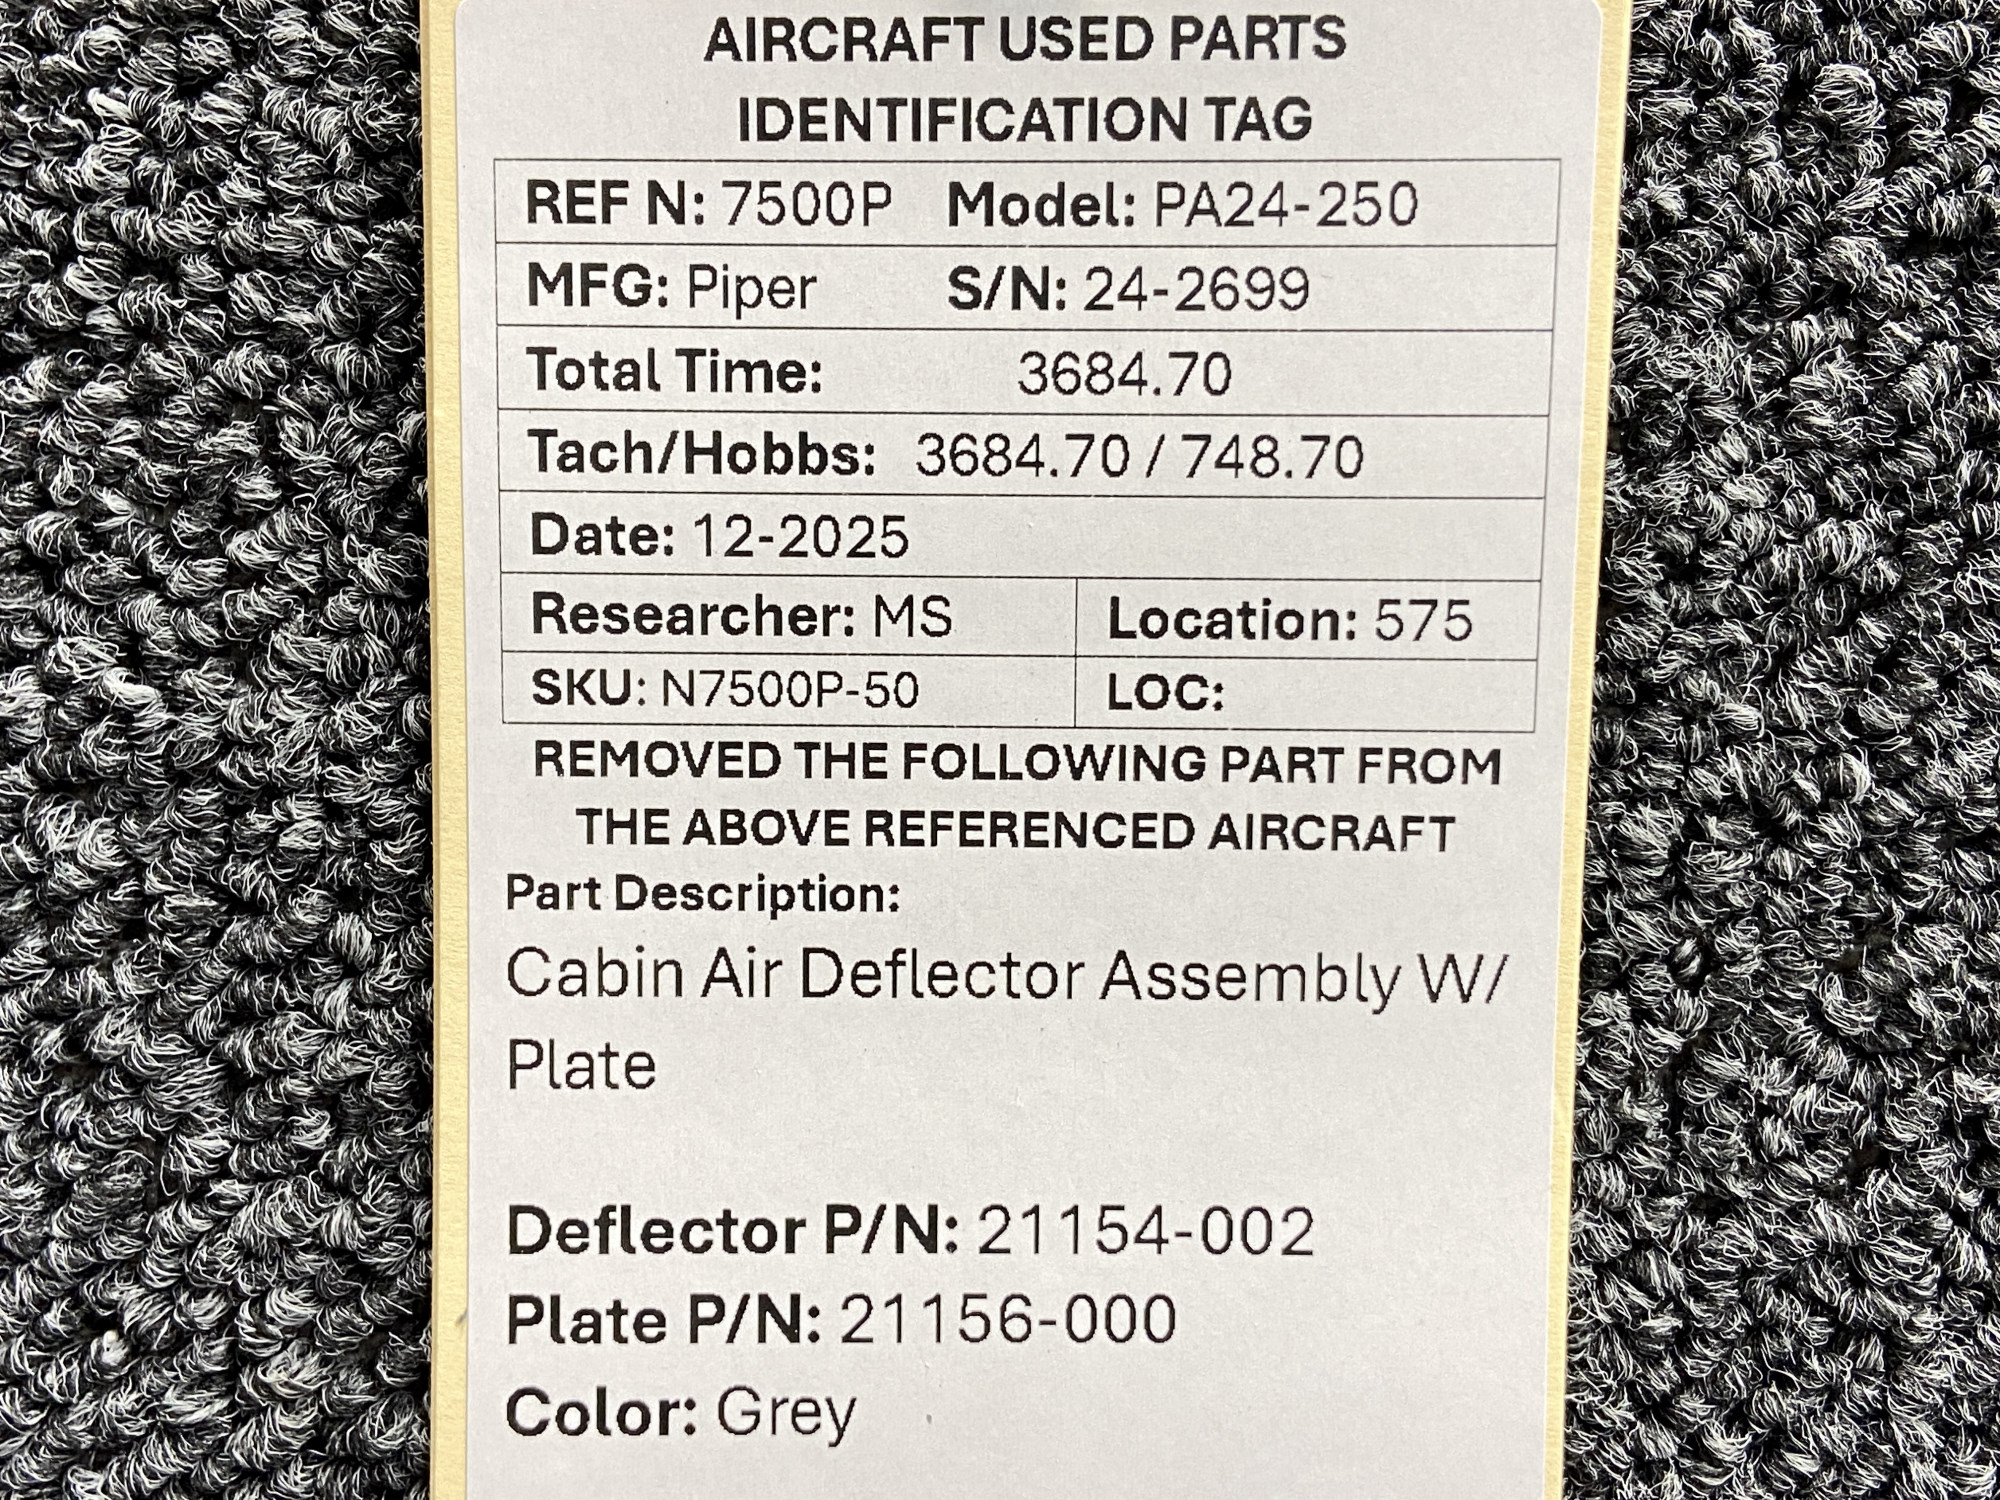 AIRCRAFT USED PARTS
IDENTIFICATION TAG
REF N: 7500P Model: PA24-250
MFG: Piper S/N: 24-2699
Total Time: 3684.70
Tach/Hobbs: 3684.70 / 748.70
Date: 12-2025
Researcher: MS Location: 575
SKU: N7500P-50 LOC:
REMOVED THE FOLLOWING PART FROM
THE ABOVE REFERENCED AIRCRAFT
Part Description:
Cabin Air Deflector Assembly W/
Plate
Deflector P/N: 21154-002
Plate P/N: 21156-000
Color: Grey